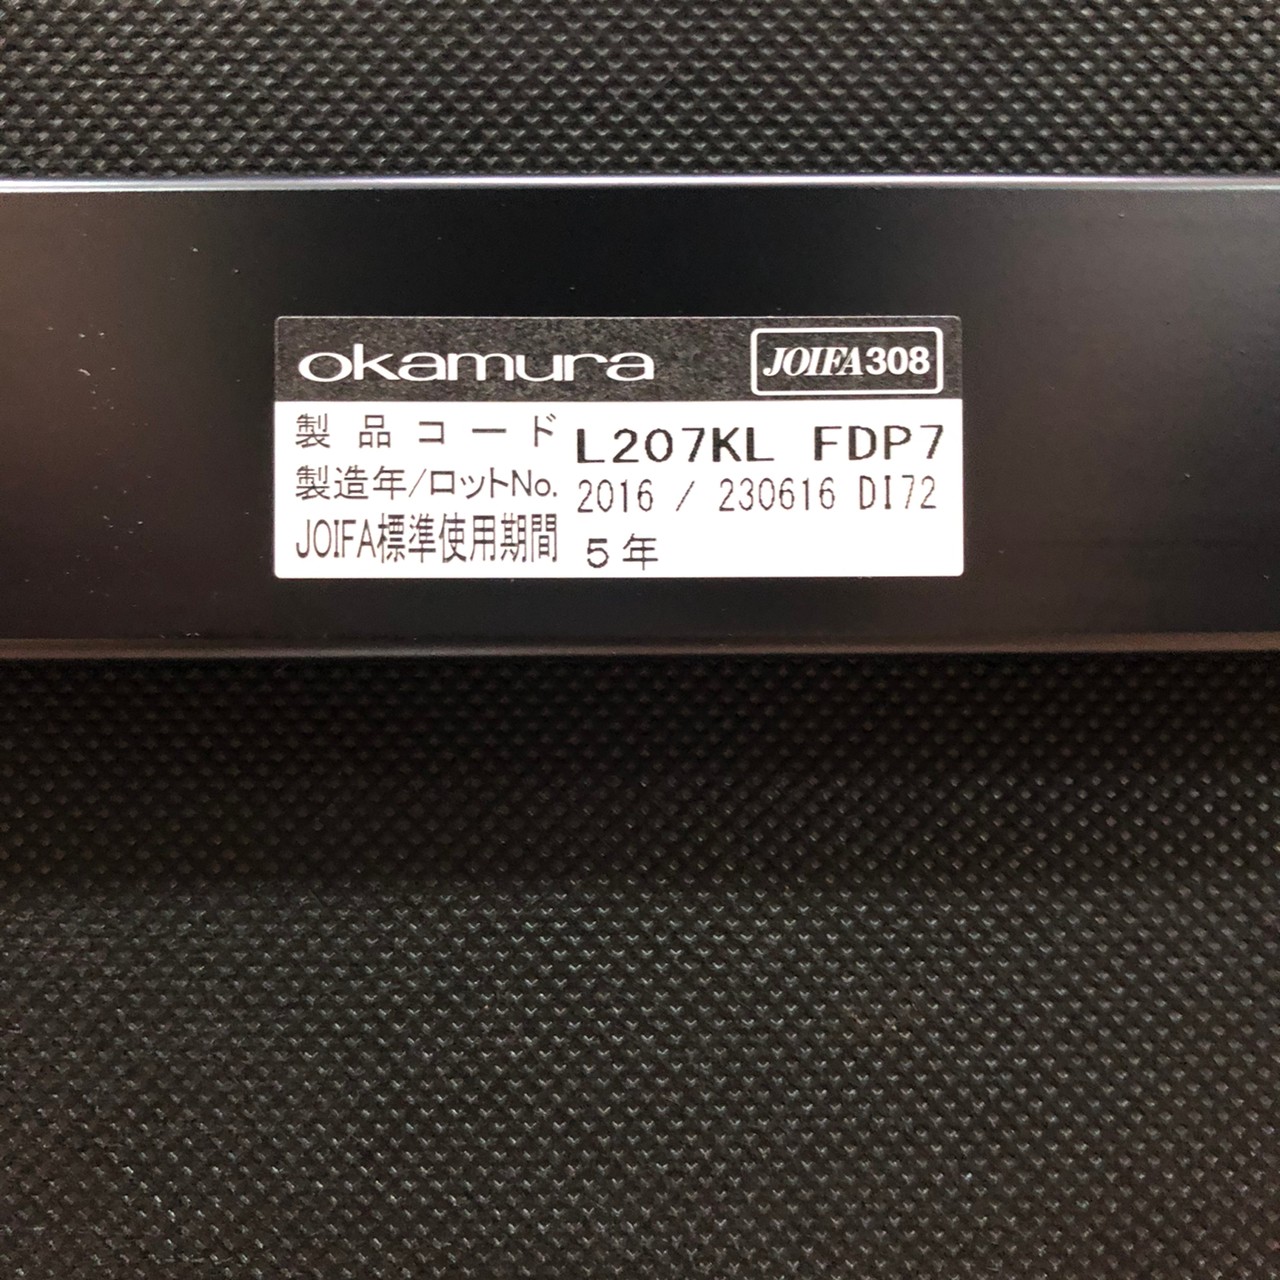 okamura JOIFA308
製品コード L207KL FDP7
製造年/ロットNo. 2016 / 230616 DI72
JOIFA標準使用期間 5年